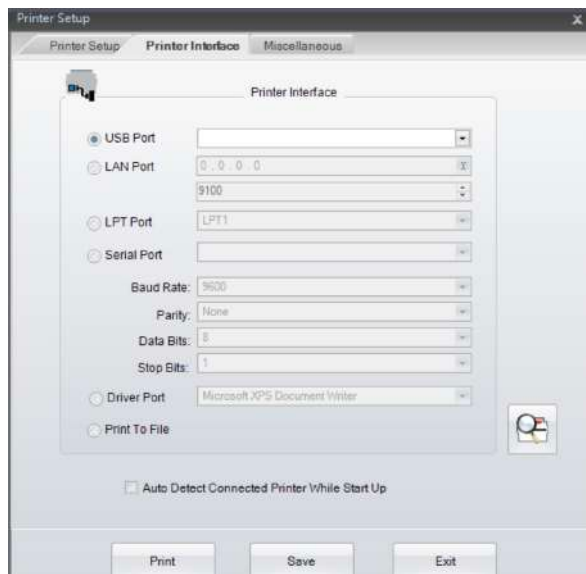 Printer Setup X
Printer Setup Printer Interface Miscellaneous
Printer Interface
USB Port
LAN Port 0 . 0 . 0 . 0
9100
LPT Port LPT1
Serial Port
Baud Rate: 9600
Parity: None
Data Bits: 8
Stop Bits: 1
Driver Port Microsoft XPS Document Writer
Print To File
Auto Detect Connected Printer While Start Up
Print Save Exit